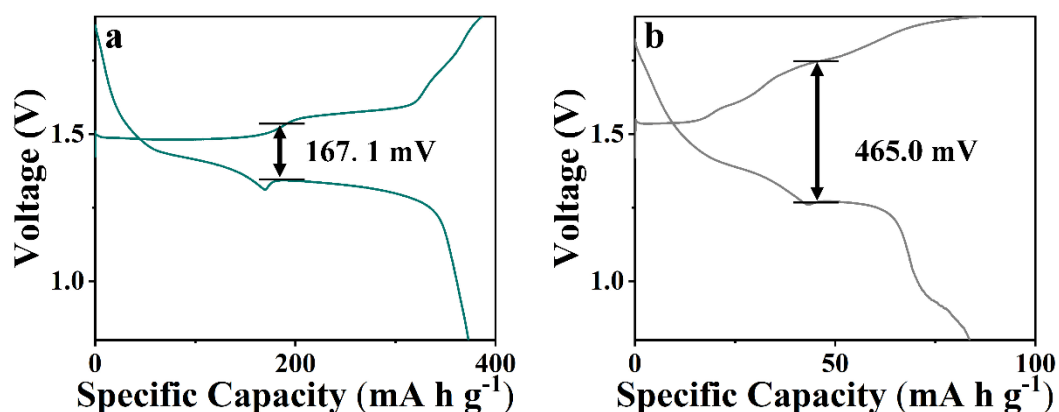 a
Voltage (V)
1.5
1.0
167. 1 mV
0
200
400
Specific Capacity (mA h g⁻¹)
b
Voltage (V)
1.5
1.0
465.0 mV
0
50
100
Specific Capacity (mA h g⁻¹)